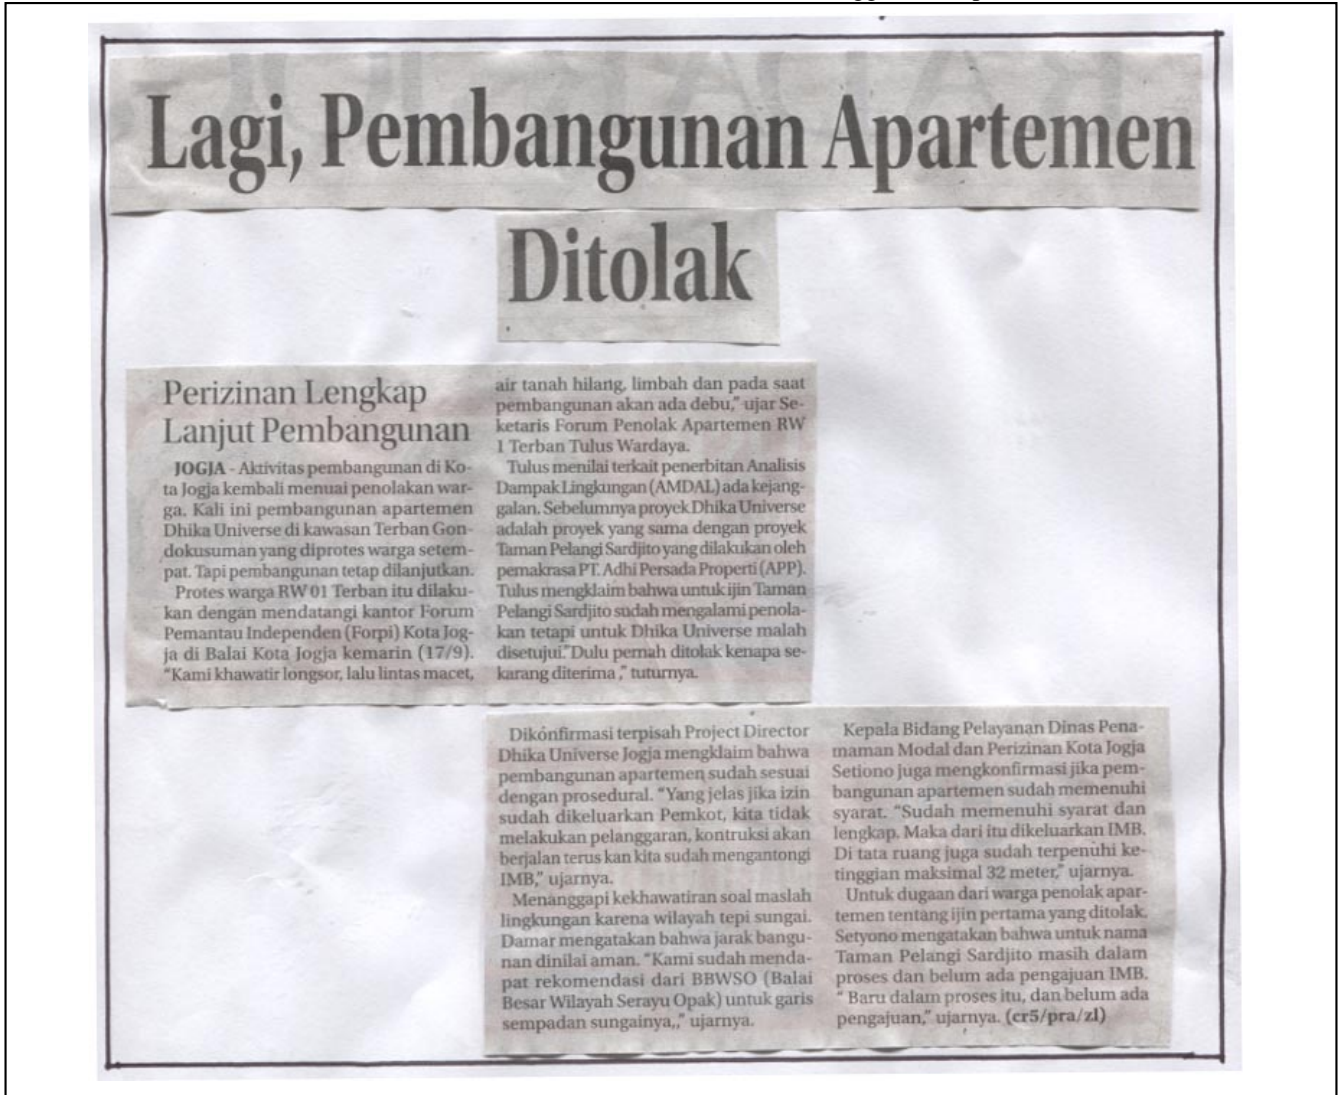 Lagi, Pembangunan Apartemen
Ditolak
Perizinan Lengkap
Lanjut Pembangunan
JOGJA - Aktivitas pembangunan di Ko-
ta Jogja kembali menuai penolakan war-
ga. Kali ini pembangunan apartemen
Dhika Universe di kawasan Terban Gon-
dokusuman yang diprotes warga setem-
pat. Tapi pembangunan tetap dilanjutkan.
Protes warga RW 01 Terban itu dilaku-
kan dengan mendatangi kantor Forum
Pemantau Independen (Forpi) Kota Jog-
ja di Balai Kota Jogja kemarin (17/9).
"Kami khawatir longsor, lalu lintas macet,
air tanah hilang, limbah dan pada saat
pembangunan akan ada debu," ujar Se-
ketaris Forum Penolak Apartemen RW
1 Terban Tulus Wardaya.
Tulus menilai terkait penerbitan Analisis
Dampak Lingkungan (AMDAL) ada kejang-
galan. Sebelumnya proyek Dhika Universe
adalah proyek yang sama dengan proyek
Taman Pelangi Sardjito yang dilakukan oleh
pemakrasa PT. Adhi Persada Properti (APP).
Tulus mengklaim bahwa untuk ijin Taman
Pelangi Sardjito sudah mengalami penola-
kan tetapi untuk Dhika Universe malah
disetujui."Dulu pernah ditolak kenapa se-
karang diterima ," tuturnya.
Dikonfirmasi terpisah Project Director
Dhika Universe Jogja mengklaim bahwa
pembangunan apartemen sudah sesuai
dengan prosedural. "Yang jelas jika izin
sudah dikeluarkan Pemkot, kita tidak
melakukan pelanggaran, kontruksi akan
berjalan terus kan kita sudah mengantongi
IMB," ujarnya.
Menanggapi kekhawatiran soal maslah
lingkungan karena wilayah tepi sungai.
Damar mengatakan bahwa jarak bangu-
nan dinilai aman. "Kami sudah menda-
pat rekomendasi dari BBWSO (Balai
Besar Wilayah Serayu Opak) untuk garis
sempadan sungainya,," ujarnya.
Kepala Bidang Pelayanan Dinas Pena-
maman Modal dan Perizinan Kota Jogja
Setiono juga mengkonfirmasi jika pem-
bangunan apartemen sudah memenuhi
syarat. "Sudah memenuhi syarat dan
lengkap. Maka dari itu dikeluarkan IMB.
Di tata ruang juga sudah terpenuhi ke-
tinggian maksimal 32 meter," ujarnya.
Untuk dugaan dari warga penolak apar-
temen tentang ijin pertama yang ditolak.
Setyono mengatakan bahwa untuk nama
Taman Pelangi Sardjito masih dalam
proses dan belum ada pengajuan IMB.
" Baru dalam proses itu, dan belum ada
pengajuan," ujarnya. (cr5/pra/zl)